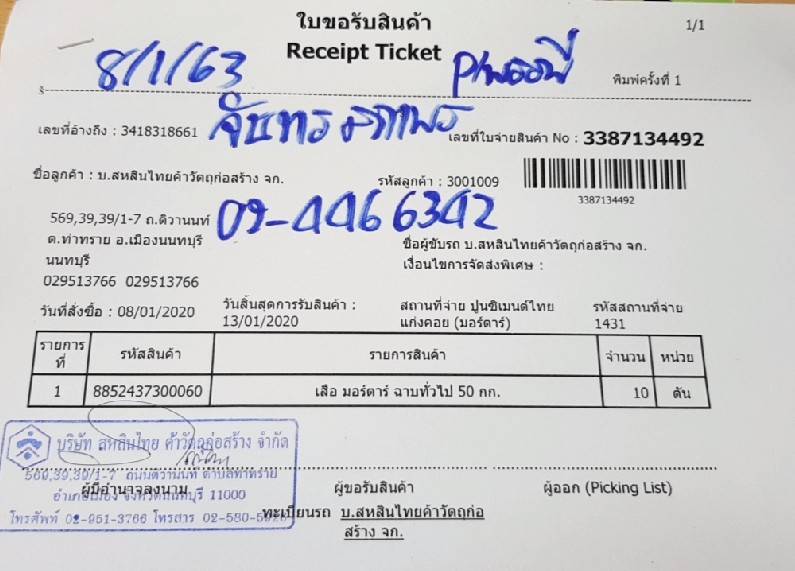 ใบขอรับสินค้า
1/1
Receipt Ticket
8/1/63
พิมพ์ครั้งที่ 1
เลขที่อ้างถึง : 3418318661
จันทร
เลขที่ใบจ่ายสินค้า No : 3387134492
ชื่อลูกค้า : บ.สหสินไทยค้าวัตถุก่อสร้าง จก.
รหัสลูกค้า : 3001009
3387134492
569,39,39/1-7 ถ.ติวานนท์
09-4466342
ต.ท่าทราย อ.เมืองนนทบุรี
ชื่อผู้ขับรถ บ.สหสินไทยค้าวัตถุก่อสร้าง จก.
นนทบุรี
เงื่อนไขการจัดส่งพิเศษ :
029513766 029513766
วันที่สั่งซื้อ : 08/01/2020
วันสิ้นสุดการรับสินค้า :
13/01/2020
สถานที่จ่าย ปูนซิเมนต์ไทย
แก่งคอย (มอร์ตาร์)
รหัสสถานที่จ่าย
1431
รายการที่ รหัสสินค้า รายการสินค้า จำนวน หน่วย
1 8852437300060 เสือ มอร์ตาร์ ฉาบทั่วไป 50 กก. 10 ตัน
บริษัท สหสินไทย ค้าวัตถุก่อสร้าง จำกัด
569,39,39/1-7 ถนนติวานนท์ ตำบลท่าทราย
ผู้มีอำนาจลงนาม
ผู้ขอรับสินค้า
ผู้ออก (Picking List)
อำเภอเมือง จังหวัดนนทบุรี 11000
โทรศัพท์ 02-951-3766 โทรสาร 02-580-
ทะเบียนรถ บ.สหสินไทยค้าวัตถุก่อ
สร้าง จก.